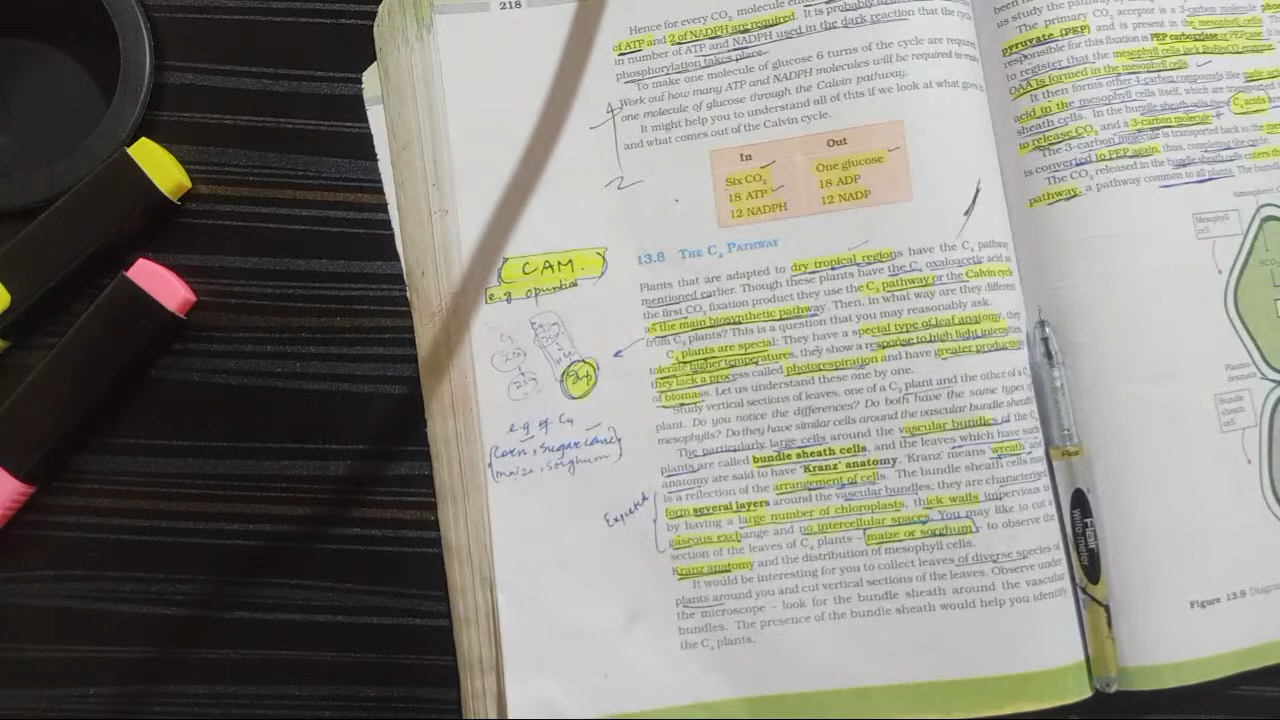 218
Hence for every CO₂ molecule
of ATP and 2 of NADPH are required. It is probably
in number of ATP and NADPH used in the dark reaction that the
phosphorylation takes place.
To make one molecule of glucose 6 turns of the cycle are required.
Work out how many ATP and NADPH molecules will be required to make
one molecule of glucose through the Calvin pathway.
It might help you to understand all of this if we look at what goes
and what comes out of the Calvin cycle.
In Out
Six CO₂ One glucose
18 ATP 18 ADP
12 NADPH 12 NADP
13.8 THE C₄ PATHWAY
Plants that are adapted to dry tropical regions have the C₄ pathway
mentioned earlier. Though these plants have the C₄ oxaloacetic acid as
the first CO₂ fixation product they use the C₃ pathway or the Calvin cycle
as the main biosynthetic pathway. Then, in what way are they different
from C₃ plants? This is a question that you may reasonably ask.
C₄ plants are special: They have a special type of leaf anatomy, they
tolerate higher temperatures, they show a response to high light intensities,
they lack a process called photorespiration and have greater productivity
of biomass. Let us understand these one by one.
Study vertical sections of leaves, one of a C₃ plant and the other of a C₄
plant. Do you notice the differences? Do both have the same types of
mesophylls? Do they have similar cells around the vascular bundle sheath
The particularly large cells around the vascular bundles of the C₄
plants are called bundle sheath cells, and the leaves which have such
anatomy are said to have 'Kranz' anatomy. 'Kranz' means 'wreath' and
is a reflection of the arrangement of cells. The bundle sheath cells may
form several layers around the vascular bundles; they are characterised
by having a large number of chloroplasts, thick walls impervious to
gaseous exchange and no intercellular spaces. You may like to cut a
section of the leaves of C₄ plants – maize or sorghum – to observe the
Kranz anatomy and the distribution of mesophyll cells.
It would be interesting for you to collect leaves of diverse species of
plants around you and cut vertical sections of the leaves. Observe under
the microscope – look for the bundle sheath around the vascular
bundles. The presence of the bundle sheath would help you identify
the C₄ plants.
CAM.
e.g opuntia
e.g of C₄
Corn, Sugarcane
maize, Sorghum
us study the pathway
The primary CO₂ acceptor is a 3-carbon molecule
pyruvate (PEP) and is present in the mesophyll cells
responsible for this fixation is PEP carboxylase or PEPcase.
to register that the mesophyll cells lack RuBisCO enzyme.
OAA is formed in the mesophyll cells
It then forms other 4-carbon compounds like malic
acid in the mesophyll cells itself, which are transported
sheath cells. In the bundle sheath cells these C₄ acids
to release CO₂ and a 3-carbon molecule.
The 3-carbon molecule is transported back to the
is converted to PEP again, thus, completing the cycle.
The CO₂ released in the bundle sheath cells enters the
pathway, a pathway common to all plants. The
Mesophyll
cell
Plasmo
desmata
Bundle
sheath
cell
Figure 13.9
Flair
Flair
Writo-meter